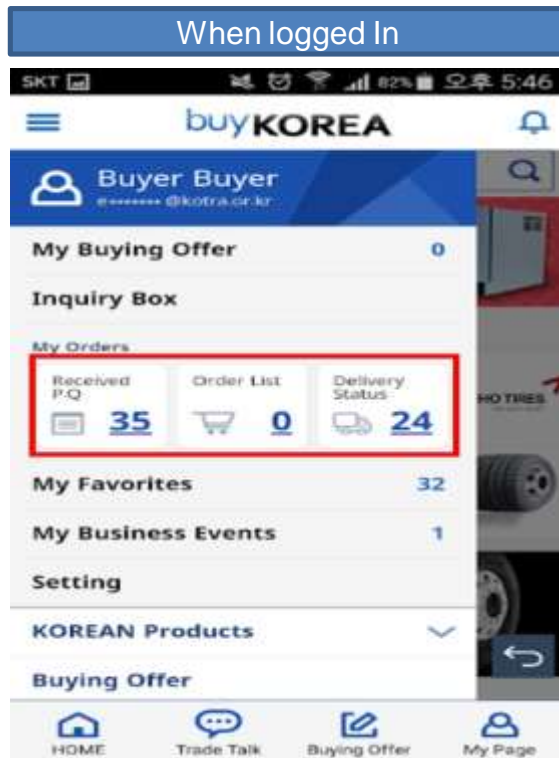 When logged In
SKT 82% 오후 5:46
buyKOREA
Buyer Buyer
e******* @kotra.or.kr
My Buying Offer 0
Inquiry Box
My Orders
Received P.Q
35
Order List
0
Delivery Status
24
HO TIRES
My Favorites 32
My Business Events 1
Setting
KOREAN Products
Buying Offer
HOME Trade Talk Buying Offer My Page